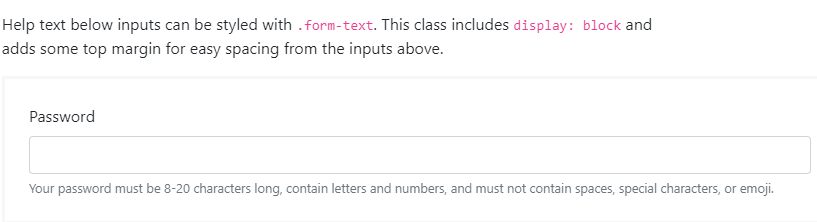 Help text below inputs can be styled with .form-text. This class includes display: block and
adds some top margin for easy spacing from the inputs above.
Password
Your password must be 8-20 characters long, contain letters and numbers, and must not contain spaces, special characters, or emoji.